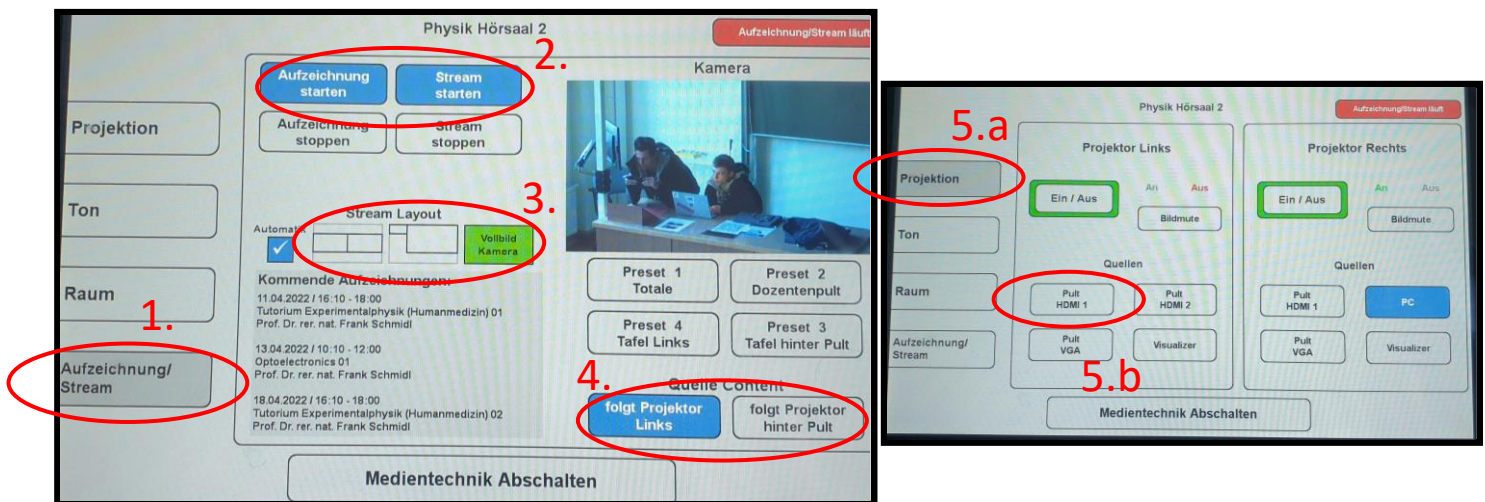 Physik Hörsaal 2
Aufzeichnung/Stream läuft
2.
Aufzeichnung
starten
Stream
starten
Aufzeichnung
stoppen
Stream
stoppen
Kamera
Projektion
Ton
Raum
1.
Aufzeichnung/
Stream
3.
Stream Layout
Automatik
Vollbild
Kamera
Kommende Aufzeichnungen:
11.04.2022 / 16:10 - 18:00
Tutorium Experimentalphysik (Humanmedizin) 01
Prof. Dr. rer. nat. Frank Schmidl
13.04.2022 / 10:10 - 12:00
Optoelectronics 01
Prof. Dr. rer. nat. Frank Schmidl
18.04.2022 / 16:10 - 18:00
Tutorium Experimentalphysik (Humanmedizin) 02
Prof. Dr. rer. nat. Frank Schmidl
Preset 1
Totale
Preset 2
Dozentenpult
Preset 4
Tafel Links
Preset 3
Tafel hinter Pult
4.
Quelle Content
folgt Projektor
Links
folgt Projektor
hinter Pult
Medientechnik Abschalten
Physik Hörsaal 2
Aufzeichnung/Stream läuft
5.a
Projektion
Ton
Raum
Aufzeichnung/
Stream
Projektor Links
Ein / Aus
An Aus
Bildmute
Quellen
Pult
HDMI 1
Pult
HDMI 2
Pult
VGA
Visualizer
5.b
Projektor Rechts
Ein / Aus
An Aus
Bildmute
Quellen
Pult
HDMI 1
PC
Pult
VGA
Visualizer
Medientechnik Abschalten